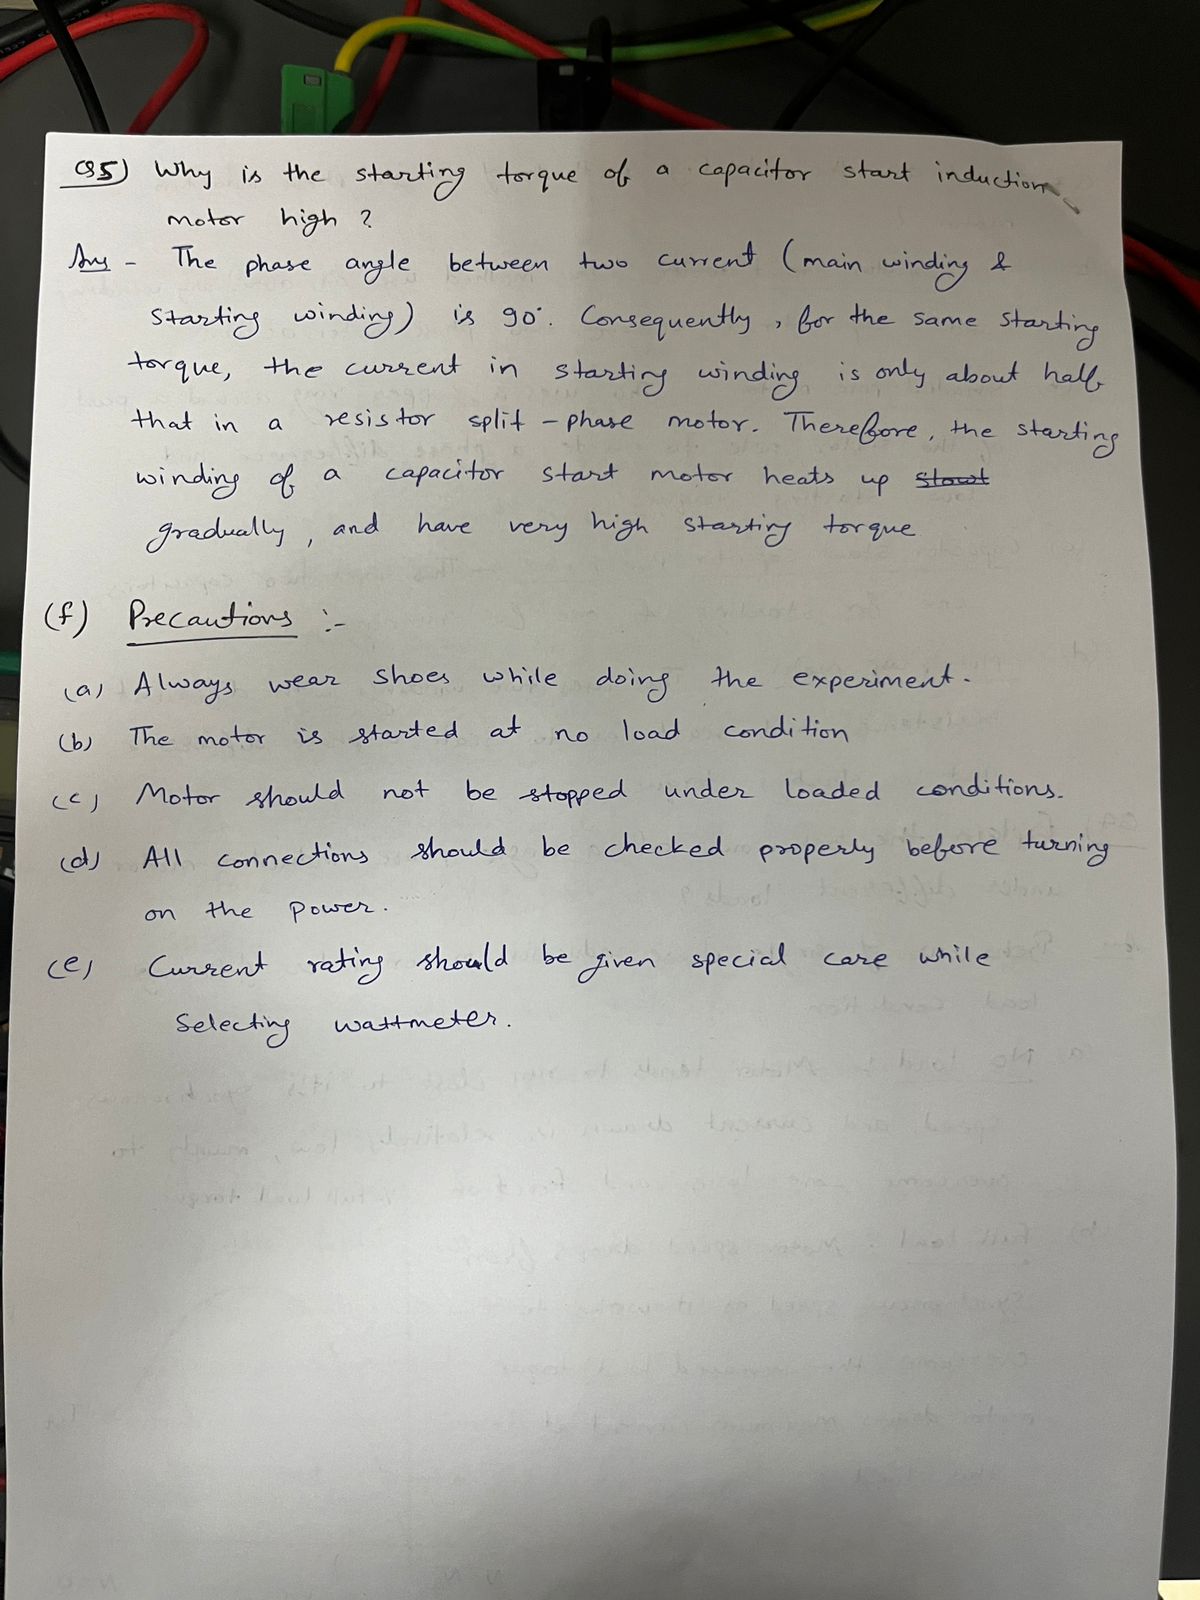 Q5) Why is the starting torque of a capacitor start induction
motor high ?
Ans - The phase angle between two current (main winding &
starting winding) is 90°. Consequently, for the same starting
torque, the current in starting winding is only about half
that in a resistor split-phase motor. Therefore, the starting
winding of a capacitor start motor heats up
gradually, and have very high starting torque
(f) Precautions :-
(a) Always wear shoes while doing the experiment.
(b) The motor is started at no load condition
(c) Motor should not be stopped under loaded conditions.
(d) All connections should be checked properly before turning
on the power.
(e) Current rating should be given special care while
Selecting wattmeter.